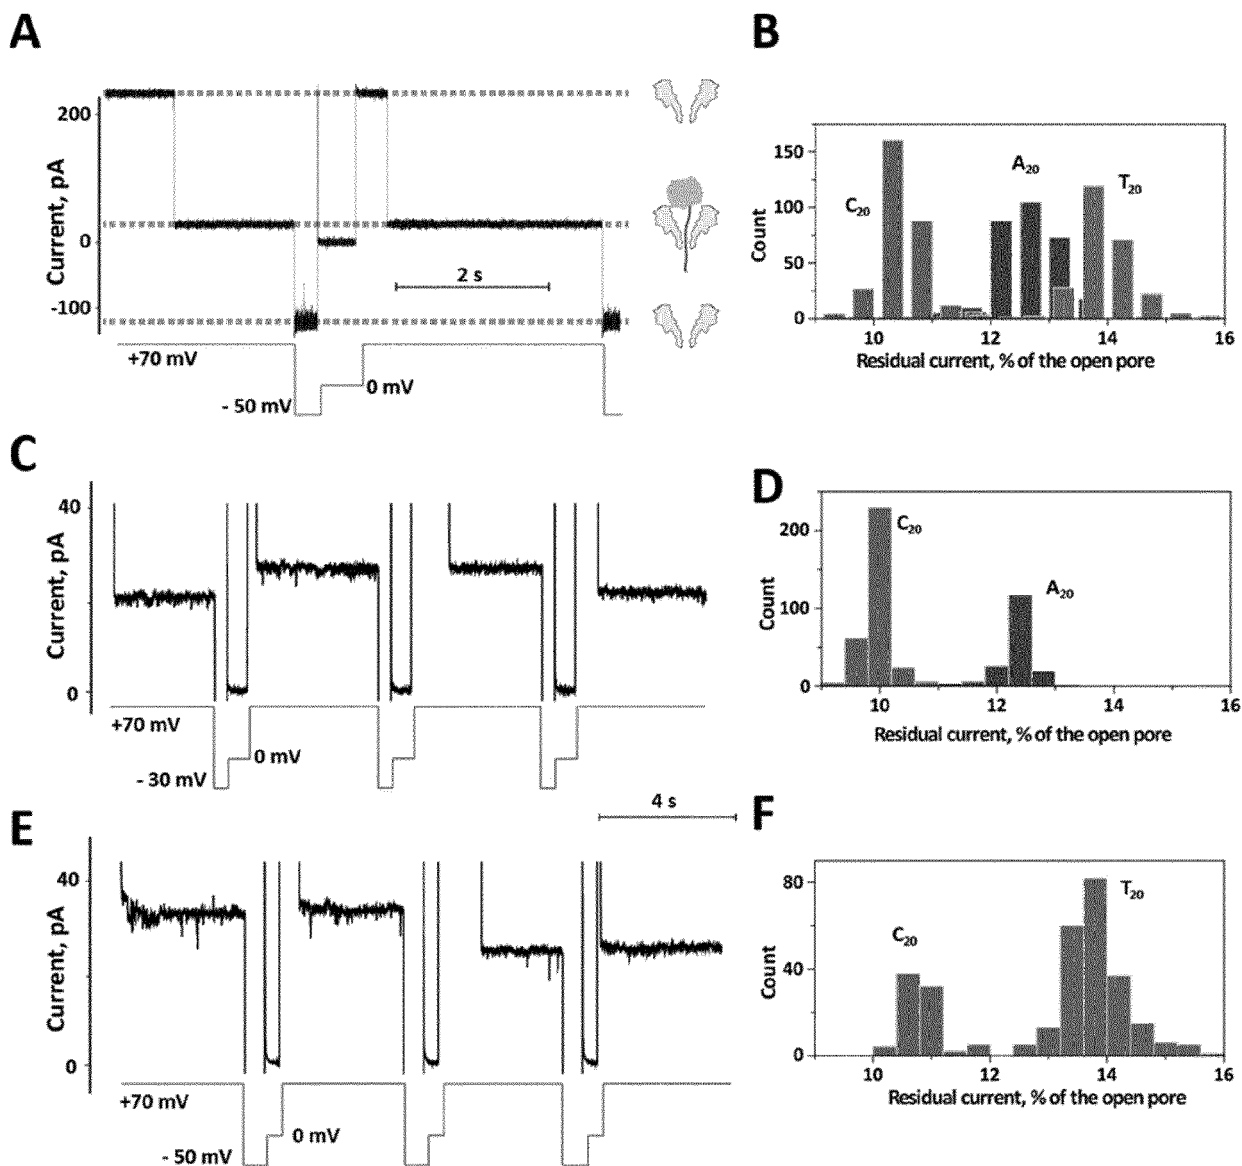 A
Current, pA
200
0
-100
2 s
+70 mV
- 50 mV
0 mV
B
Count
150
100
50
0
C₂₀
A₂₀
T₂₀
10 12 14 16
Residual current, % of the open pore
C
Current, pA
40
0
+70 mV
- 30 mV
0 mV
4 s
D
Count
200
100
0
C₂₀
A₂₀
10 12 14 16
Residual current, % of the open pore
E
Current, pA
40
0
+70 mV
- 50 mV
0 mV
F
Count
80
40
0
C₂₀
T₂₀
10 12 14 16
Residual current, % of the open pore